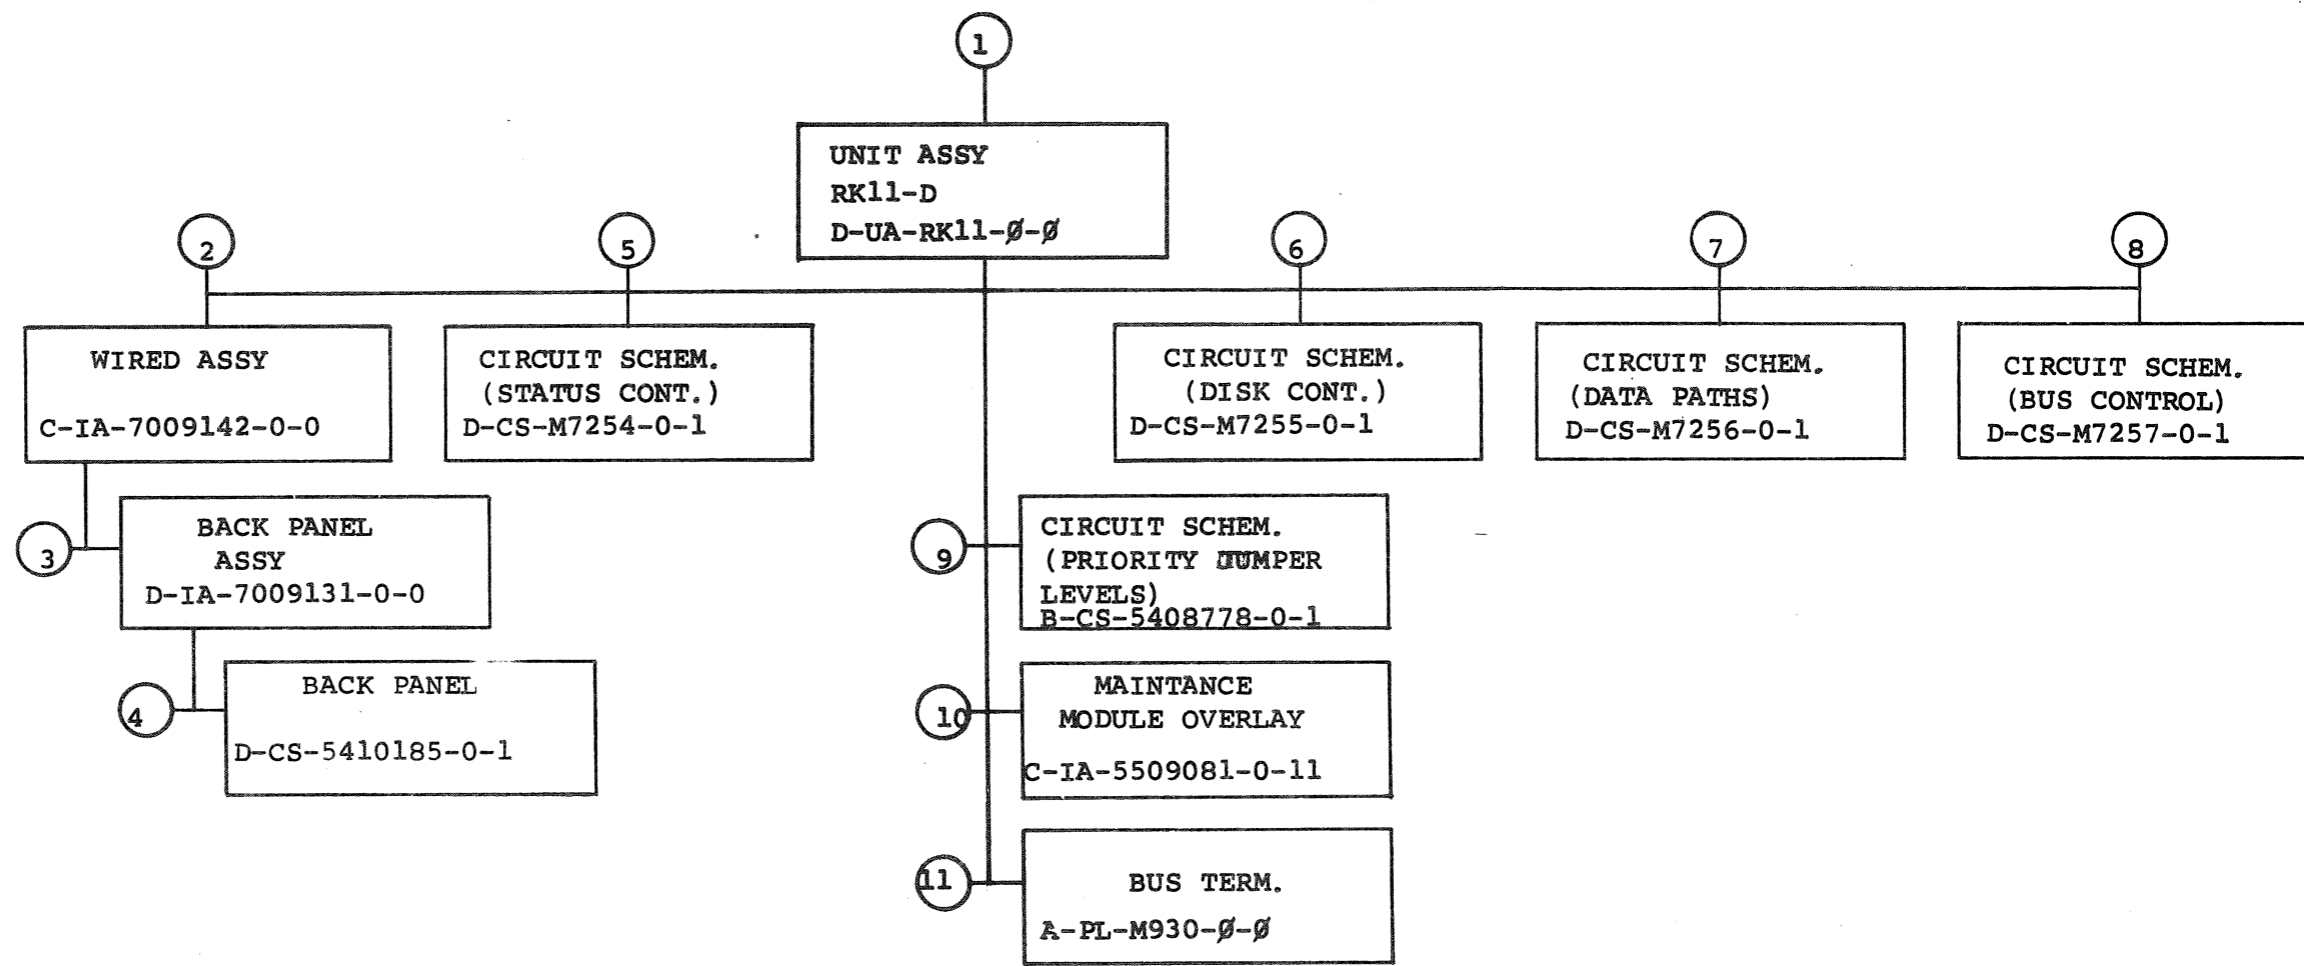 1
UNIT ASSY
RK11-D
D-UA-RK11-Ø-Ø
2
5
6
7
8
WIRED ASSY
C-IA-7009142-0-0
CIRCUIT SCHEM.
(STATUS CONT.)
D-CS-M7254-0-1
CIRCUIT SCHEM.
(DISK CONT.)
D-CS-M7255-0-1
CIRCUIT SCHEM.
(DATA PATHS)
D-CS-M7256-0-1
CIRCUIT SCHEM.
(BUS CONTROL)
D-CS-M7257-0-1
3
BACK PANEL
ASSY
D-IA-7009131-0-0
4
BACK PANEL
D-CS-5410185-0-1
9
CIRCUIT SCHEM.
(PRIORITY JUMPER
LEVELS)
B-CS-5408778-0-1
10
MAINTANCE
MODULE OVERLAY
C-IA-5509081-0-11
11
BUS TERM.
A-PL-M930-Ø-Ø